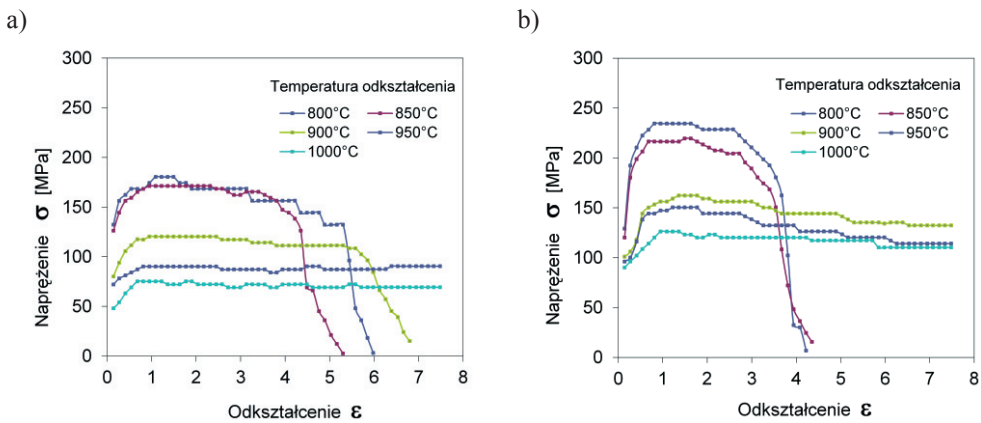 a)
300
250
200
150
100
50
0
Naprężenie σ [MPa]
Temperatura odkształcenia
800°C 850°C
900°C 950°C
1000°C
0 1 2 3 4 5 6 7 8
Odkształcenie ε
b)
300
250
200
150
100
50
0
Naprężenie σ [MPa]
Temperatura odkształcenia
800°C 850°C
900°C 950°C
1000°C
0 1 2 3 4 5 6 7 8
Odkształcenie ε